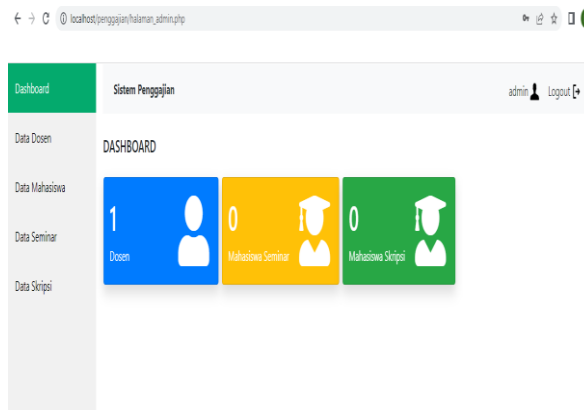 localhost/penggajian/halaman_admin.php
Dashboard
Sistem Penggajian
admin
Logout
Data Dosen
DASHBOARD
Data Mahasiswa
1
Dosen
0
Mahasiswa Seminar
0
Mahasiswa Skripsi
Data Seminar
Data Skripsi